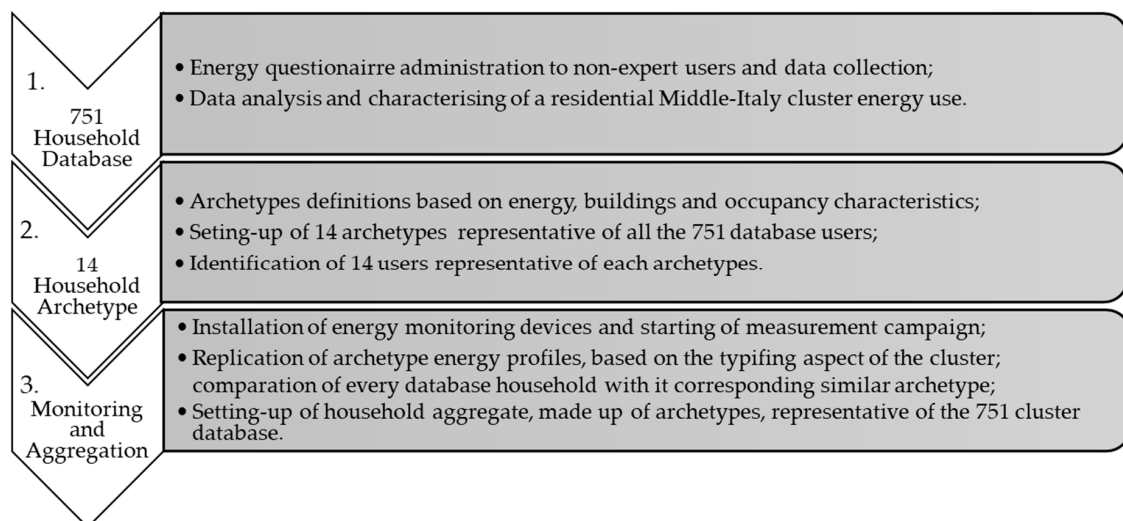 1.
751
Household
Database
• Energy questionairre administration to non-expert users and data collection;
• Data analysis and characterising of a residential Middle-Italy cluster energy use.
2.
14
Household
Archetype
• Archetypes definitions based on energy, buildings and occupancy characteristics;
• Seting-up of 14 archetypes representative of all the 751 database users;
• Identification of 14 users representative of each archetypes.
3.
Monitoring
and
Aggregation
• Installation of energy monitoring devices and starting of measurement campaign;
• Replication of archetype energy profiles, based on the typifing aspect of the cluster;
comparation of every database household with it corresponding similar archetype;
• Setting-up of household aggregate, made up of archetypes, representative of the 751 cluster
database.